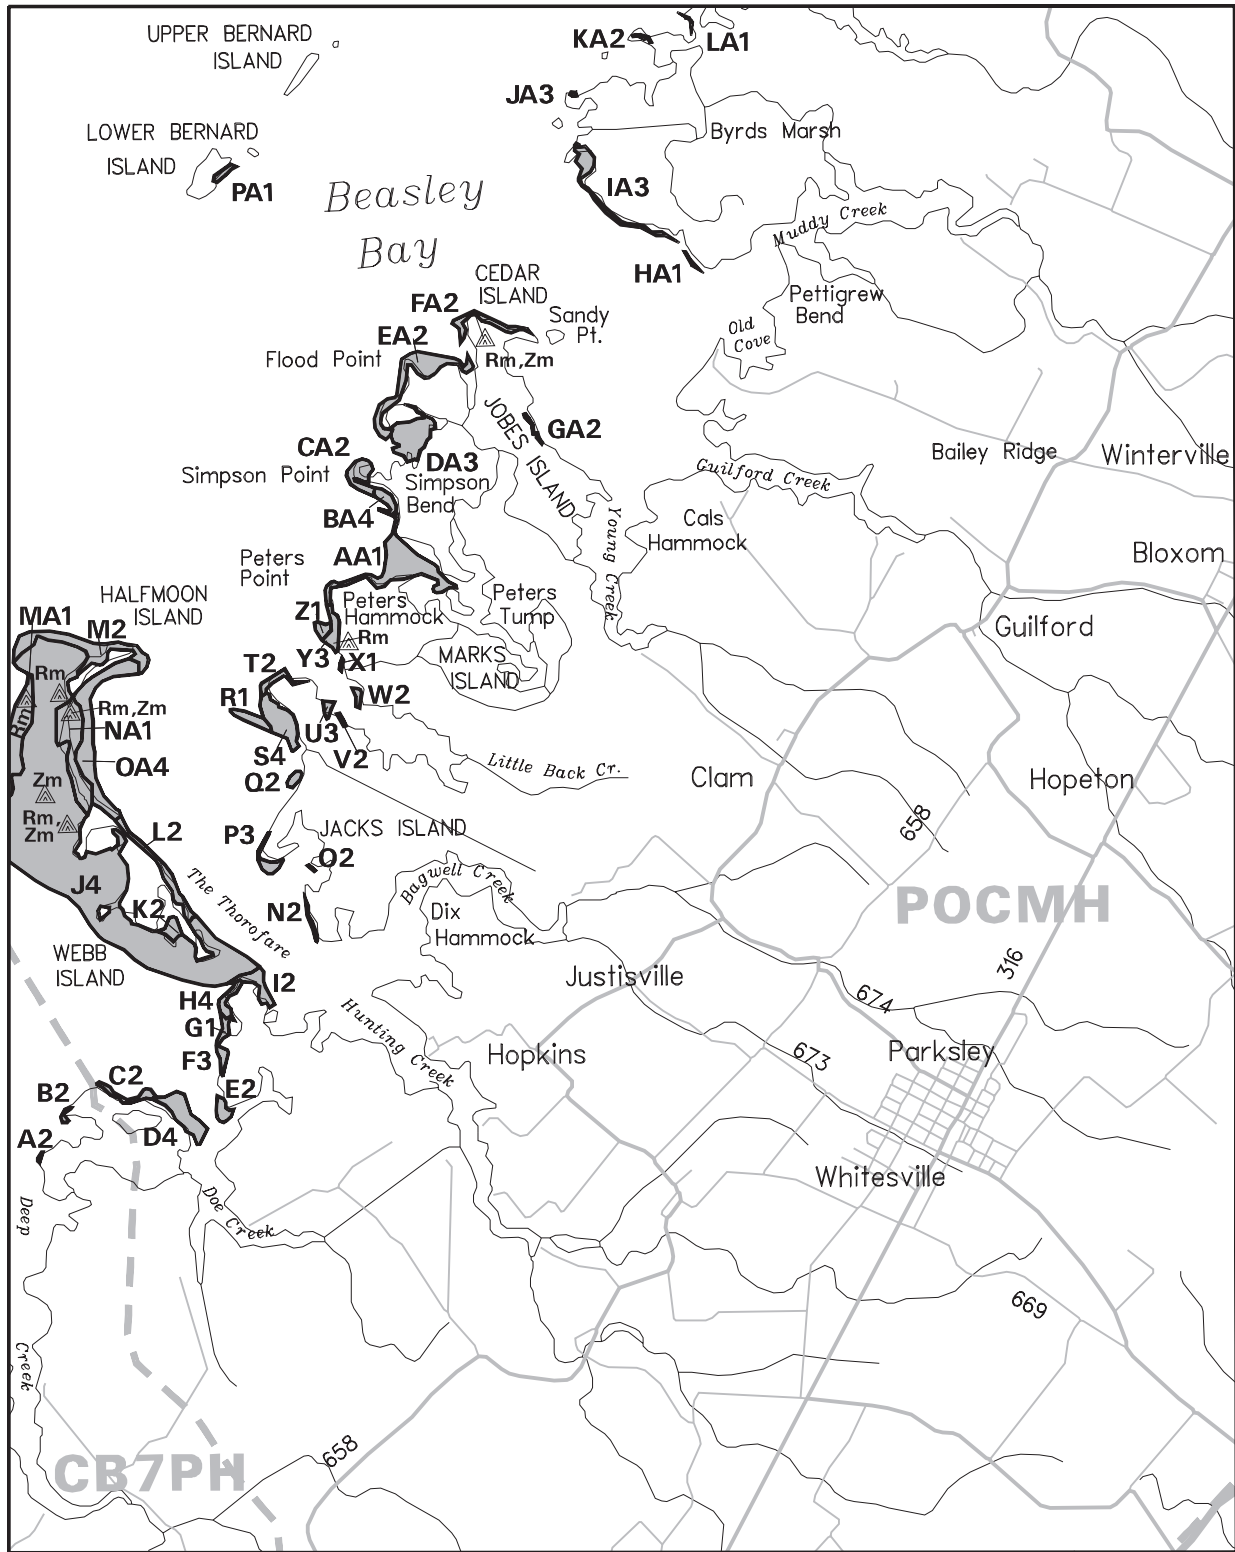 UPPER BERNARD
ISLAND
KA2
LA1
JA3
LOWER BERNARD
ISLAND
PA1
Byrds Marsh
Beasley
Bay
IA3
Muddy Creek
HA1
CEDAR
ISLAND
FA2
Pettigrew
Bend
Sandy
Pt.
EA2
Old
Cove
Flood Point
Rm,Zm
JOBES ISLAND
GA2
CA2
DA3
Bailey Ridge
Winterville
Simpson Point
Simpson
Bend
Guilford Creek
BA4
Young Creek
Cals
Hammock
AA1
Bloxom
Peters
Point
HALFMOON
ISLAND
Peters
Hammock
Peters
Tump
Z1
MA1
M2
Guilford
Rm
Y3
X1
MARKS
ISLAND
T2
Rm
W2
R1
Rm
Rm,Zm
NA1
U3
V2
S4
OA4
Little Back Cr.
Q2
Zm
Clam
Hopeton
Rm,
Zm
L2
P3
JACKS ISLAND
658
O2
J4
The Thorofare
Bagwell Creek
K2
N2
Dix
Hammock
POCMH
WEBB
ISLAND
316
I2
Justisville
H4
674
G1
Hunting Creek
F3
Hopkins
673
Parksley
C2
E2
B2
A2
D4
Whitesville
Deep
Doe Creek
669
Creek
658
CB7PH